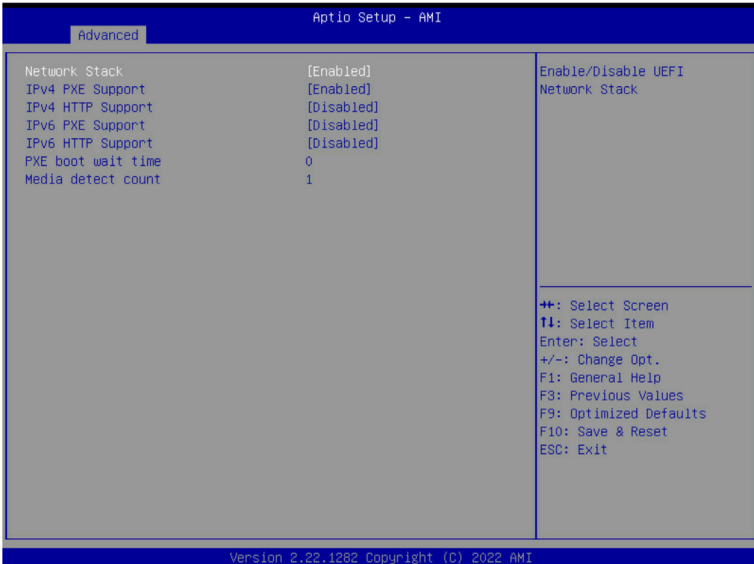 Aptio Setup – AMI
Advanced
Network Stack [Enabled]
IPv4 PXE Support [Enabled]
IPv4 HTTP Support [Disabled]
IPv6 PXE Support [Disabled]
IPv6 HTTP Support [Disabled]
PXE boot wait time 0
Media detect count 1
Enable/Disable UEFI
Network Stack
→←: Select Screen
↑↓: Select Item
Enter: Select
+/-: Change Opt.
F1: General Help
F3: Previous Values
F9: Optimized Defaults
F10: Save & Reset
ESC: Exit
Version 2.22.1282 Copyright (C) 2022 AMI